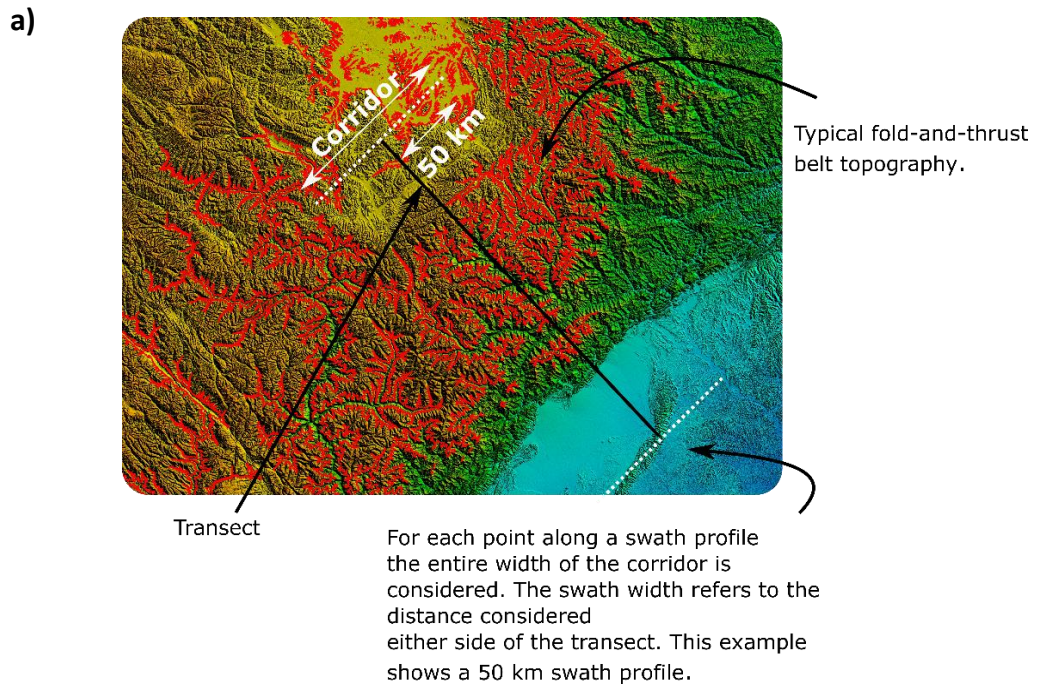 a)
Corridor
50 km
Typical fold-and-thrust
belt topography.
Transect
For each point along a swath profile
the entire width of the corridor is
considered. The swath width refers to the
distance considered
either side of the transect. This example
shows a 50 km swath profile.